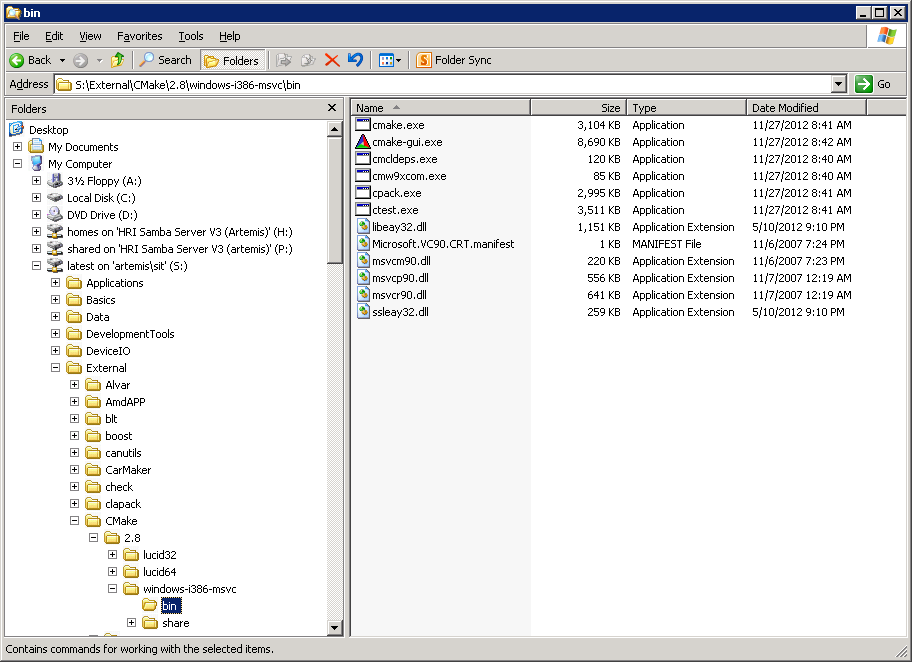 bin
File Edit View Favorites Tools Help
Back Search Folders Folder Sync
Address S:\External\CMake\2.8\windows-i386-msvc\bin Go
Folders
Desktop
My Documents
My Computer
3½ Floppy (A:)
Local Disk (C:)
DVD Drive (D:)
homes on 'HRI Samba Server V3 (Artemis)' (H:)
shared on 'HRI Samba Server V3 (artemis)' (P:)
latest on 'artemis\sit' (S:)
Applications
Basics
Data
DevelopmentTools
DeviceIO
External
Alvar
AmdAPP
blt
boost
canutils
CarMaker
check
clapack
CMake
2.8
lucid32
lucid64
windows-i386-msvc
bin
share
Name Size Type Date Modified
cmake.exe 3,104 KB Application 11/27/2012 8:41 AM
cmake-gui.exe 8,690 KB Application 11/27/2012 8:42 AM
cmcldeps.exe 120 KB Application 11/27/2012 8:40 AM
cmw9xcom.exe 85 KB Application 11/27/2012 8:40 AM
cpack.exe 2,995 KB Application 11/27/2012 8:41 AM
ctest.exe 3,511 KB Application 11/27/2012 8:41 AM
libeay32.dll 1,151 KB Application Extension 5/10/2012 9:10 PM
Microsoft.VC90.CRT.manifest 1 KB MANIFEST File 11/6/2007 7:24 PM
msvcm90.dll 220 KB Application Extension 11/6/2007 7:23 PM
msvcp90.dll 556 KB Application Extension 11/7/2007 12:19 AM
msvcr90.dll 641 KB Application Extension 11/7/2007 12:19 AM
ssleay32.dll 259 KB Application Extension 5/10/2012 9:10 PM
Contains commands for working with the selected items.